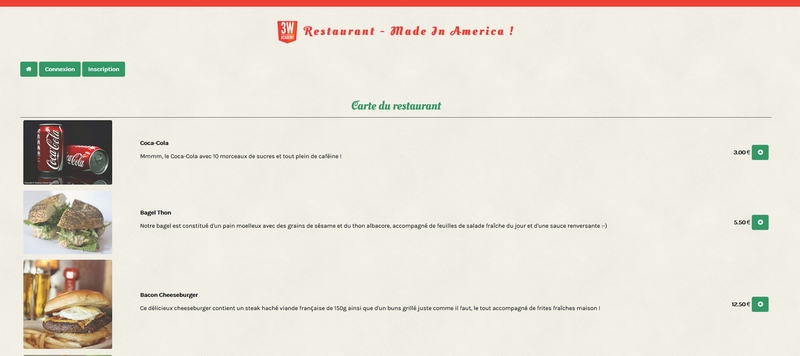 3W
ACADEMY
Restaurant - Made In America !
Connexion
Inscription
Carte du restaurant
Coca-Cola
Coca-Cola
Coca-Cola
Mmmm, le Coca-Cola avec 10 morceaux de sucres et tout plein de caféine !
3.00 €
Bagel Thon
Notre bagel est constitué d'un pain moelleux avec des grains de sésame et du thon albacore, accompagné de feuilles de salade fraîche du jour et d'une sauce renversante :-)
5.50 €
Bacon Cheeseburger
Ce délicieux cheeseburger contient un steak haché viande française de 150g ainsi que d'un buns grillé juste comme il faut, le tout accompagné de frites fraîches maison !
12.50 €